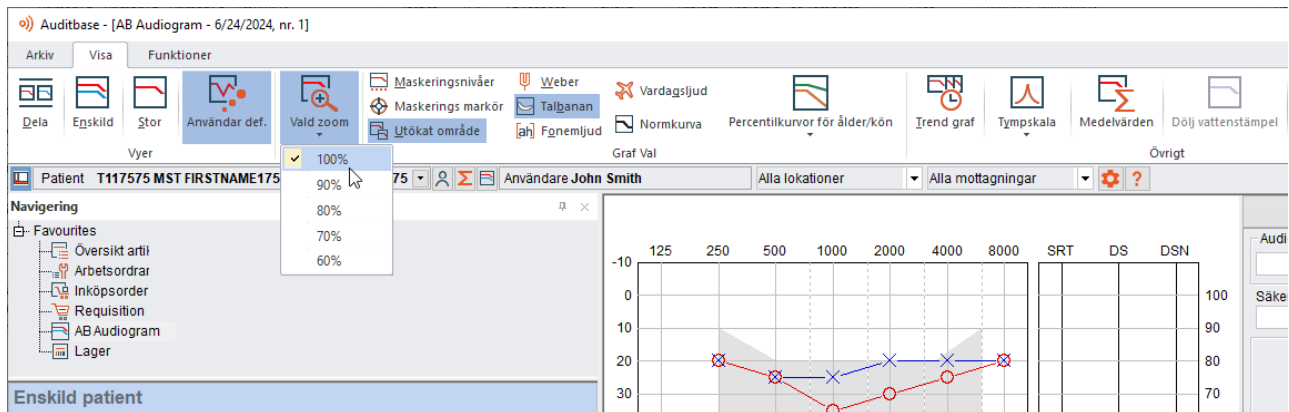 Auditbase - [AB Audiogram - 6/24/2024, nr. 1]
Arkiv Visa Funktioner
Dela Enskild Stor Användar def. Vald zoom
Maskeringsnivåer Weber
Maskerings markör Talbanan
Utökat område [ah] Fonemljud
Vardagsljud
Normkurva
Percentilkurvor för ålder/kön Trend graf Tympskala Medelvärden Dölj vattenstämpel
Vyer Graf Val Övrigt
100%
90%
80%
70%
60%
Patient T117575 MST FIRSTNAME175 75 Användare John Smith Alla lokationer Alla mottagningar ?
Navigering
Favourites
Översikt artik
Arbetsordrar
Inköpsorder
Requisition
AB Audiogram
Lager
Enskild patient
125 250 500 1000 2000 4000 8000 SRT DS DSN
-10
0 100
10 90
20 80
30 70
Audi
Säke